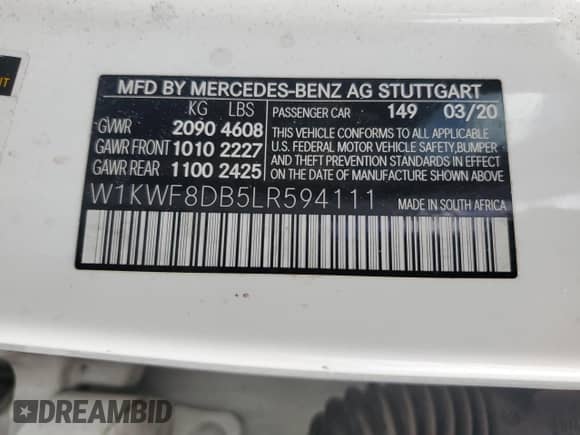 IT
MFD BY MERCEDES-BENZ AG STUTTGART
KG LBS
PASSENGER CAR 149 03/20
GVWR 2090 4608
GAWR FRONT 1010 2227
GAWR REAR 1100 2425
THIS VEHICLE CONFORMS TO ALL APPLICABLE
U.S. FEDERAL MOTOR VEHICLE SAFETY,BUMPER
AND THEFT PREVENTION STANDARDS IN EFFECT
ON THE DATE OF MANUFACTURE SHOWN ABOVE.
W1KWF8DB5LR594111
MADE IN SOUTH AFRICA
DREAMBID